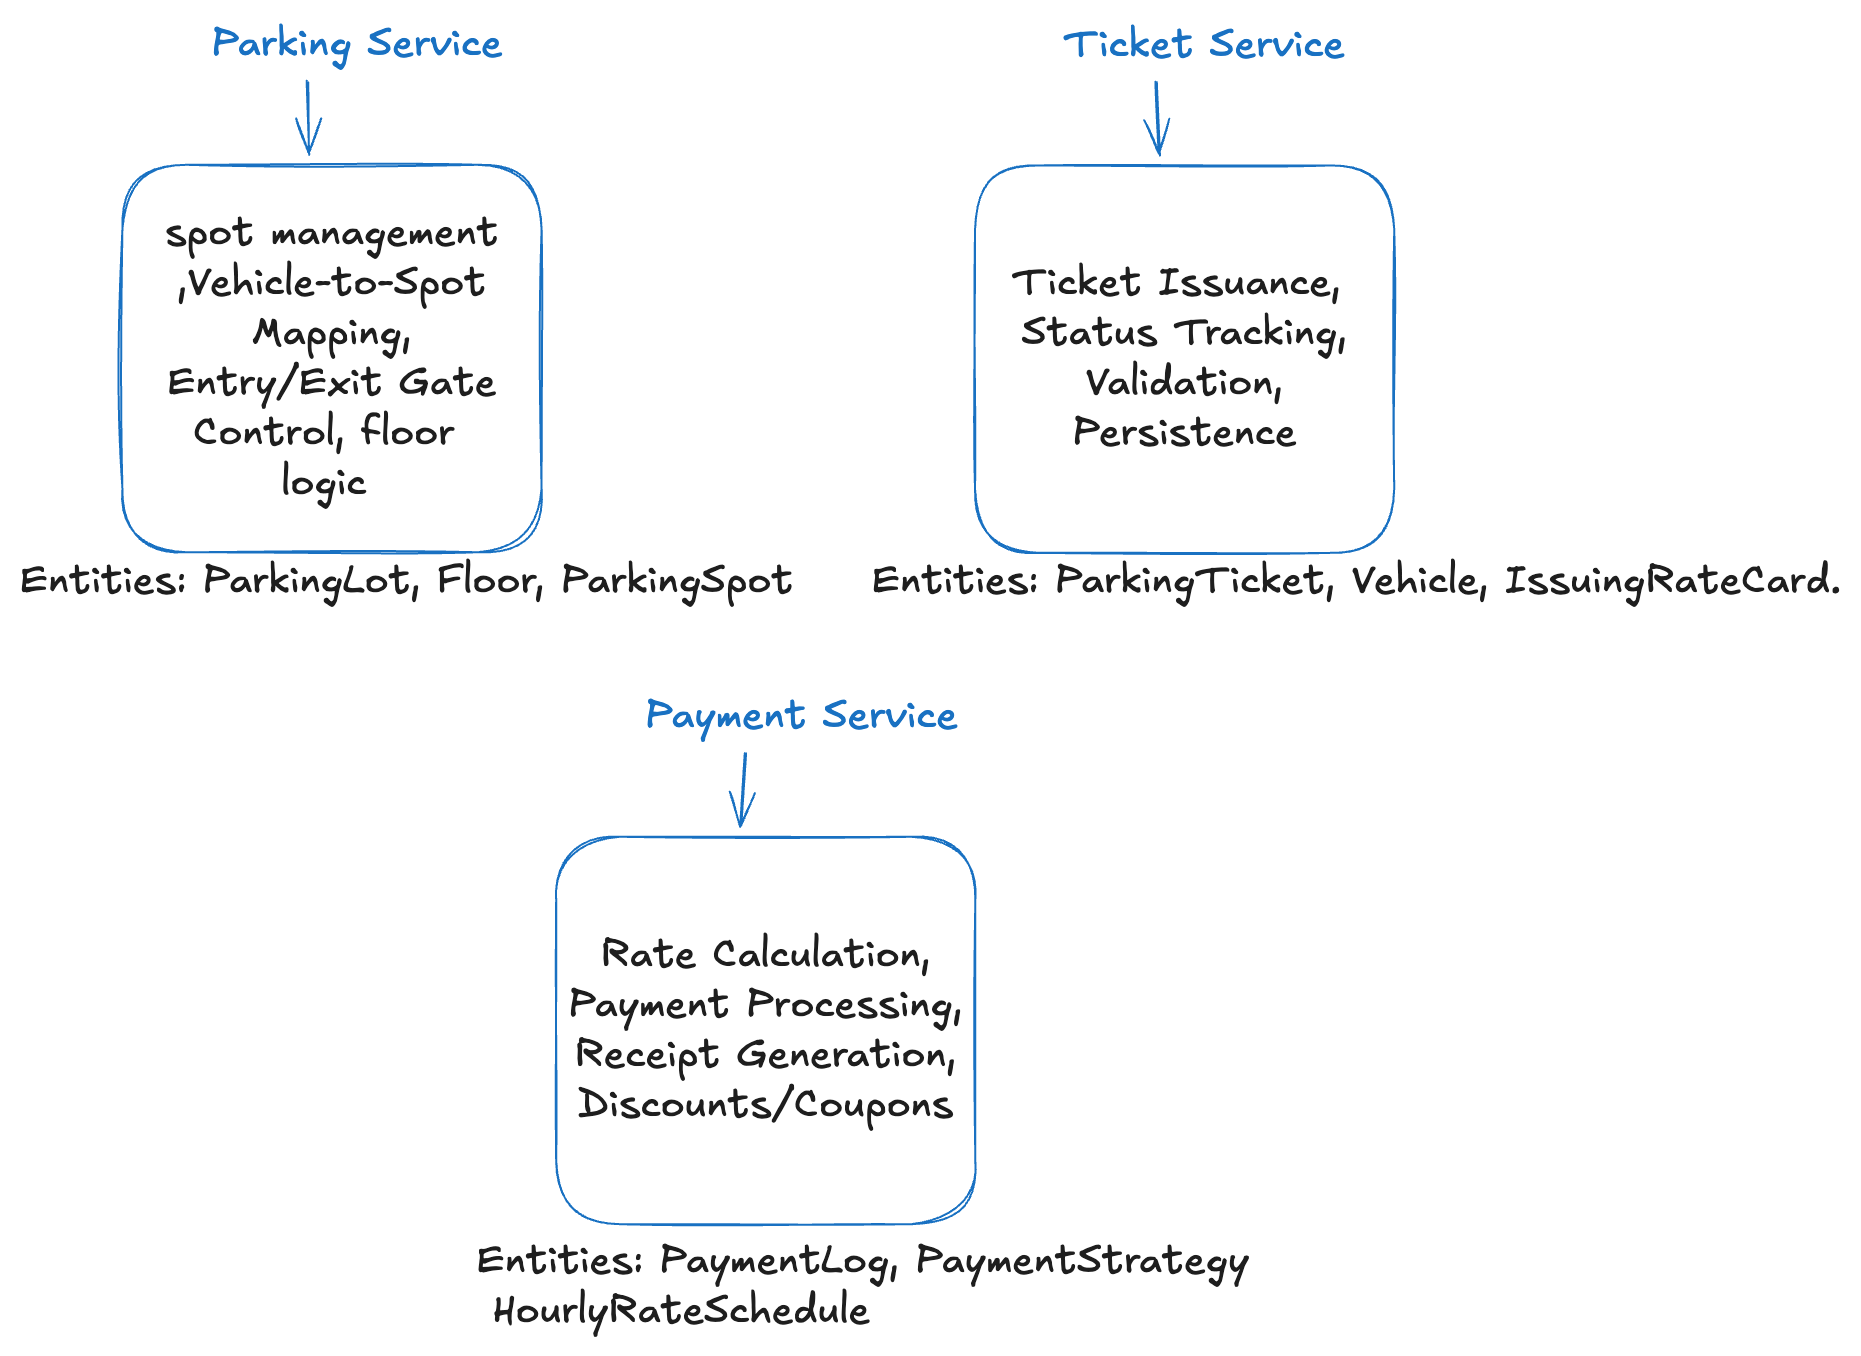 Parking Service
spot management
,Vehicle-to-Spot
Mapping,
Entry/Exit Gate
Control, floor
logic
Entities: ParkingLot, Floor, ParkingSpot
Ticket Service
Ticket Issuance,
Status Tracking,
Validation,
Persistence
Entities: ParkingTicket, Vehicle, IssuingRateCard.
Payment Service
Rate Calculation,
Payment Processing,
Receipt Generation,
Discounts/Coupons
Entities: PaymentLog, PaymentStrategy
HourlyRateSchedule